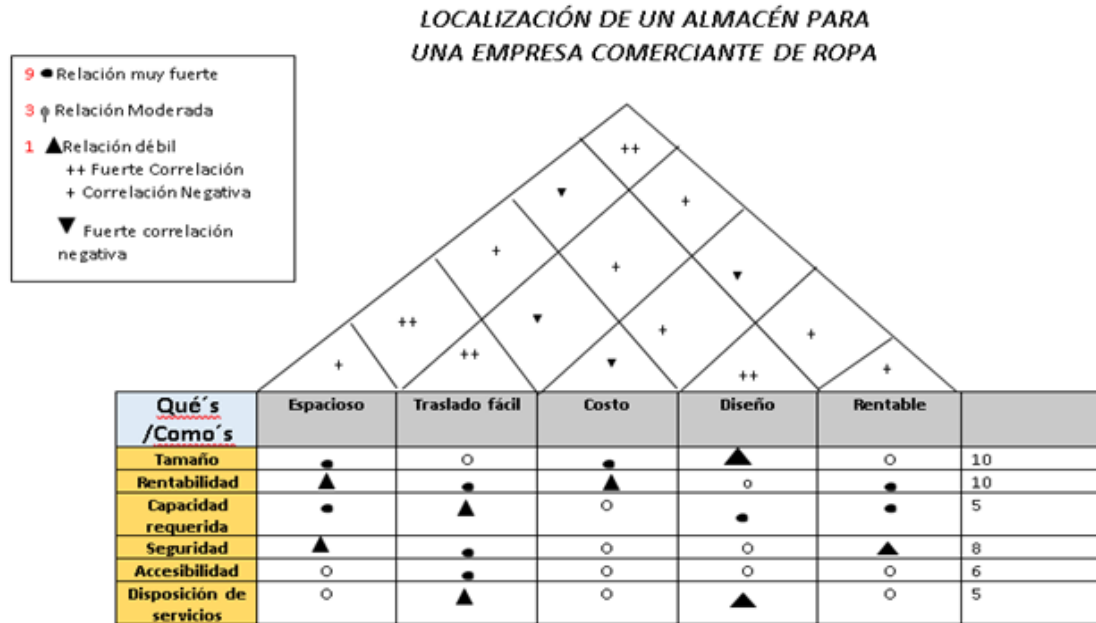 LOCALIZACIÓN DE UN ALMACÉN PARA
UNA EMPRESA COMERCIANTE DE ROPA
9 ● Relación muy fuerte
3 Relación Moderada
1 ▲ Relación débil
++ Fuerte Correlación
+ Correlación Negativa
▼ Fuerte correlación
negativa
++
▼ +
+ + ▼
++ ▼ + +
+ ++ ▼ ++ +
Qué´s
/Como´s
Espacioso Traslado fácil Costo Diseño Rentable
Tamaño ● ○ ● ▲ ○ 10
Rentabilidad ▲ ● ▲ ○ ● 10
Capacidad
requerida
● ▲ ○ ● ● 5
Seguridad ▲ ● ○ ○ ▲ 8
Accesibilidad ○ ● ○ ○ ○ 6
Disposición de
servicios
○ ▲ ○ ▲ 5